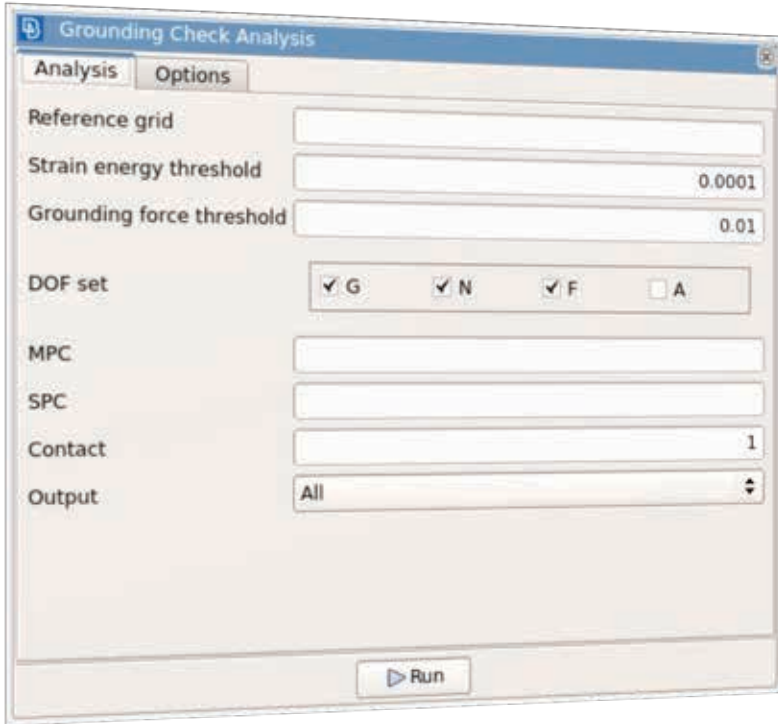 Grounding Check Analysis
Analysis Options
Reference grid
Strain energy threshold 0.0001
Grounding force threshold 0.01
DOF set G N F A
MPC
SPC
Contact 1
Output All
Run